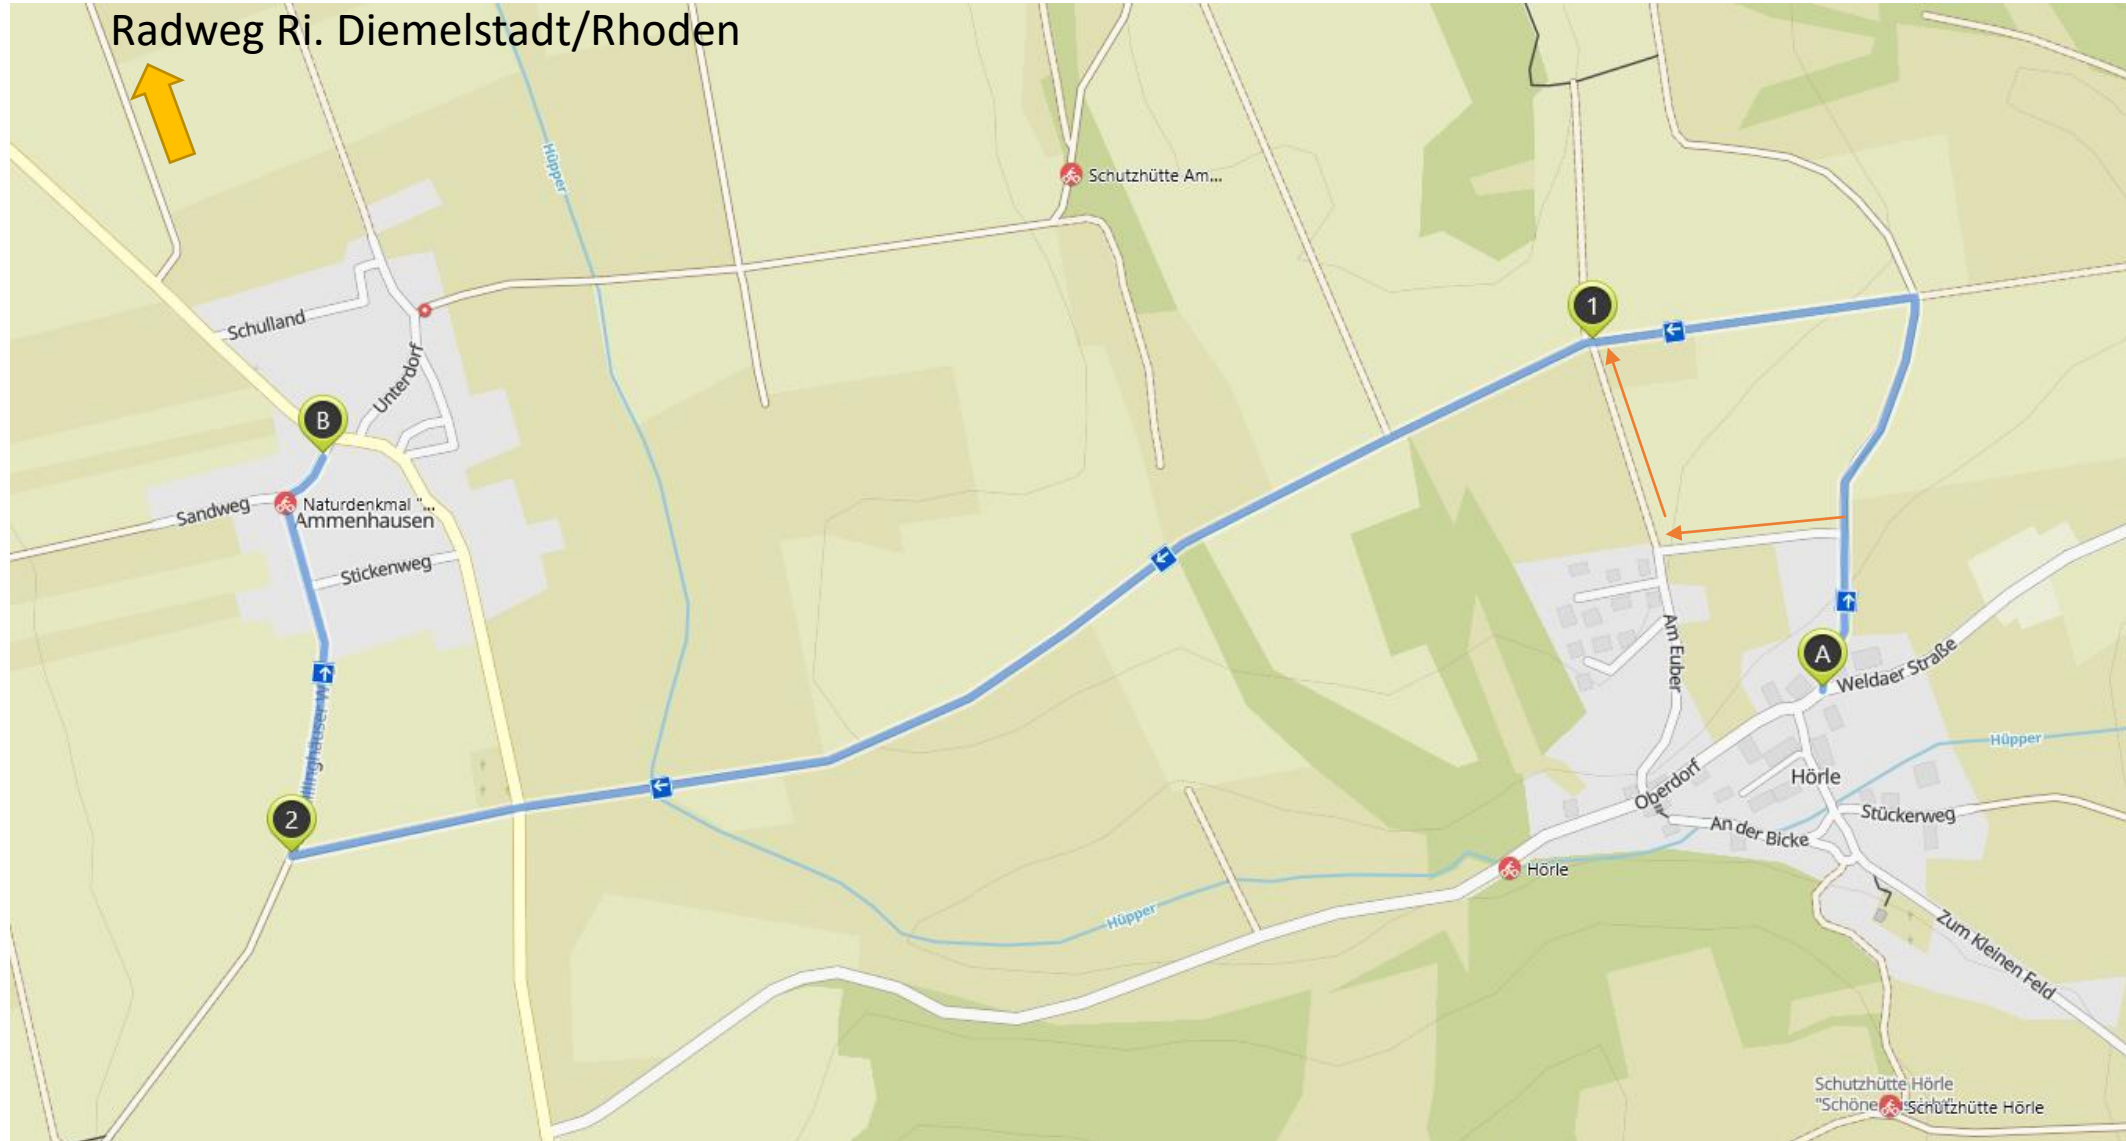 Radweg Ri. Diemelstadt/Rhoden
Hüpper
Schutzhütte Am...
1
Schulland
Unterdorf
B
Sandweg
Naturdenkmal "...
Ammenhausen
Stickenweg
Am Euber
A
Weldaer Straße
Hüpper
Hörle
Oberdorf
Stückerweg
An der Bicke
2
Hörle
Hüpper
Zum Kleinen Feld
Schutzhütte Hörle
"Schöne
Schutzhütte Hörle